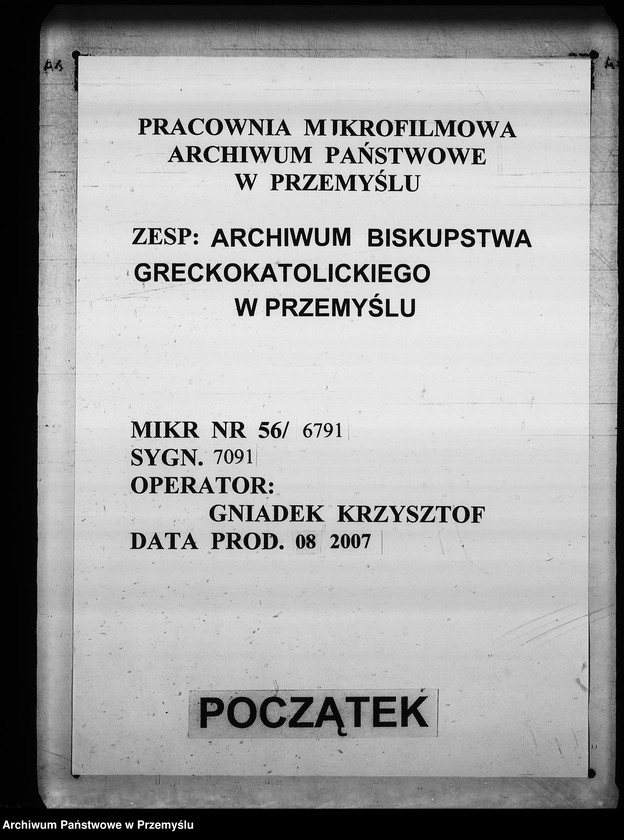 PRACOWNIA MIKROFILMOWA
ARCHIWUM PAŃSTWOWE
W PRZEMYŚLU
ZESP: ARCHIWUM BISKUPSTWA
GRECKOKATOLICKIEGO
W PRZEMYŚLU
MIKR NR 56/ 6791
SYGN. 7091
OPERATOR:
GNIADEK KRZYSZTOF
DATA PROD. 08 2007
POCZĄTEK
Archiwum Państwowe w Przemyślu